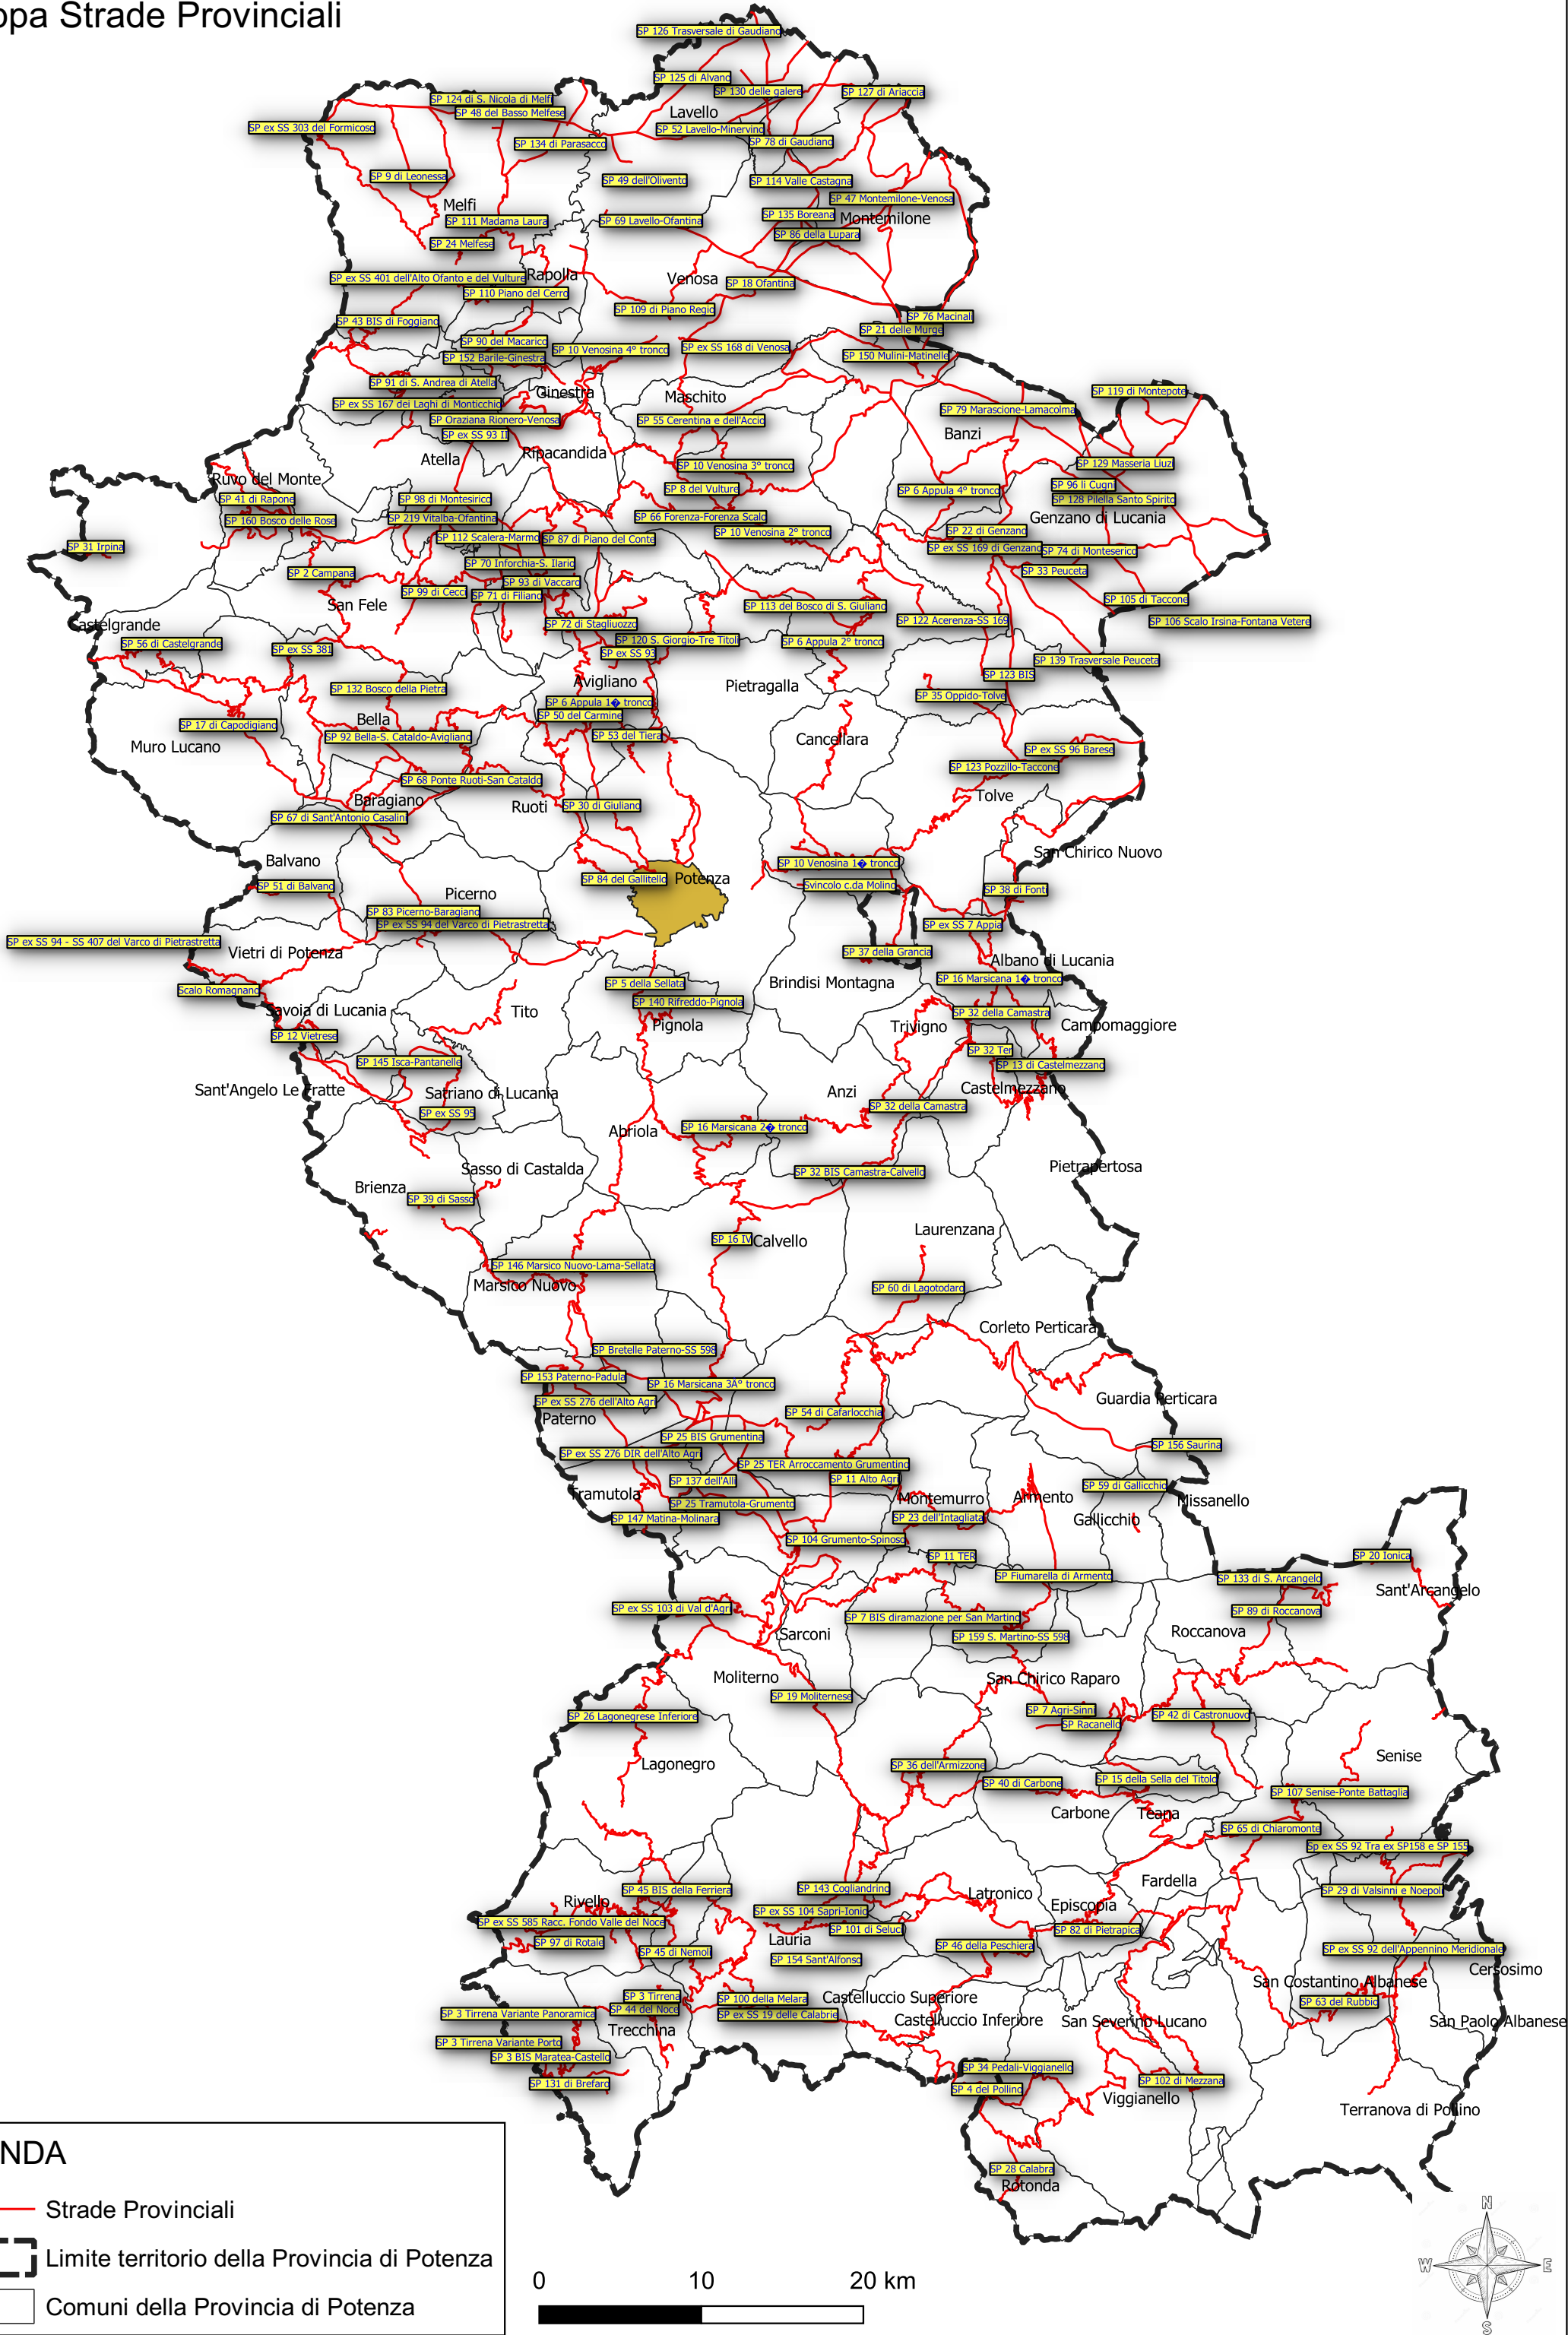 ppa Strade Provinciali
SP 126 Trasversale di Gaudiano
SP 125 di Alvano
SP 130 delle galere
SP 127 di Ariaccia
SP 124 di S. Nicola di Melfi
SP 48 del Basso Melfese
Lavello
SP ex SS 303 del Formicoso
SP 52 Lavello-Minervino
SP 134 di Parasacco
SP 78 di Gaudiano
SP 9 di Leonessa
SP 49 dell'Olivento
SP 114 Valle Castagna
SP 47 Montemilone-Venosa
Melfi
SP 111 Madama Laura
SP 69 Lavello-Ofantina
SP 135 Boreana
Montemilone
SP 86 della Lupara
SP 24 Melfese
SP ex SS 401 dell'Alto Ofanto e del Vulture
Rapolla
Venosa
SP 18 Ofantina
SP 110 Piano del Cerro
SP 109 di Piano Regio
SP 76 Macinali
SP 43 BIS di Foggiano
SP 21 delle Murge
SP 90 del Macarico
SP 10 Venosina 4° tronco
SP ex SS 168 di Venosa
SP 152 Barile-Ginestra
SP 150 Mulini-Matinelle
SP 91 di S. Andrea di Atella
Ginestra
Maschito
SP 119 di Montepote
SP ex SS 167 dei Laghi di Monticchio
SP 79 Marascione-Lamacolma
SP Oraziana Rionero-Venosa
SP 55 Cerentina e dell'Accio
SP ex SS 93 II
Banzi
Atella
Ripacandida
SP 10 Venosina 3° tronco
SP 129 Masseria Liuzi
Ruvo del Monte
SP 8 del Vulture
SP 6 Appula 4° tronco
SP 96 li Cugni
SP 41 di Rapone
SP 98 di Montesirico
SP 128 Pilella Santo Spirito
SP 160 Bosco delle Rose
SP 219 Vitalba-Ofantina
SP 66 Forenza-Forenza Scalo
Genzano di Lucania
SP 10 Venosina 2° tronco
SP 22 di Genzano
SP 31 Irpina
SP 112 Scalera-Marmo
SP 87 di Piano del Conte
SP ex SS 169 di Genzano
SP 74 di Monteserico
SP 70 Inforchia-S. Ilario
SP 2 Campana
SP 33 Peuceta
SP 93 di Vaccaro
SP 99 di Cecci
SP 71 di Filiano
San Fele
SP 113 del Bosco di S. Giuliano
SP 105 di Taccone
Castelgrande
SP 72 di Stagliuozzo
SP 122 Acerenza-SS 169
SP 106 Scalo Irsina-Fontana Vetere
SP 56 di Castelgrande
SP ex SS 381
SP 120 S. Giorgio-Tre Titoli
SP 6 Appula 2° tronco
SP ex SS 93
SP 139 Trasversale Peuceta
Avigliano
Pietragalla
SP 123 BIS
SP 132 Bosco della Pietra
SP 35 Oppido-Tolve
SP 6 Appula 1� tronco
SP 17 di Capodigiano
Bella
SP 50 del Carmine
SP 92 Bella-S. Cataldo-Avigliano
SP 53 del Tiera
Cancellara
Muro Lucano
SP ex SS 96 Barese
SP 123 Pozzillo-Taccone
SP 68 Ponte Ruoti-San Cataldo
Baragiano
Ruoti
SP 30 di Giuliano
Tolve
SP 67 di Sant'Antonio Casalini
San Chirico Nuovo
Balvano
SP 10 Venosina 1� tronco
SP 51 di Balvano
SP 84 del Gallitello
Potenza
Svincolo c.da Molino
SP 38 di Fonti
Picerno
SP 83 Picerno-Baragiano
SP ex SS 94 del Varco di Pietrastretta
SP ex SS 7 Appia
SP ex SS 94 - SS 407 del Varco di Pietrastretta
Vietri di Potenza
SP 37 della Grancia
Albano di Lucania
Scalo Romagnano
SP 5 della Sellata
Brindisi Montagna
SP 16 Marsicana 1� tronco
SP 140 Rifreddo-Pignola
Savoia di Lucania
Tito
Pignola
SP 32 della Camastra
Trivigno
Campomaggiore
SP 12 Vietrese
SP 32 Ter
SP 145 Isca-Pantanelle
SP 13 di Castelmezzano
Sant'Angelo Le Fratte
Satriano di Lucania
Anzi
Castelmezzano
SP ex SS 95
SP 32 della Camastra
Abriola
SP 16 Marsicana 2� tronco
Sasso di Castalda
SP 32 BIS Camastra-Calvello
Pietrapertosa
Brienza
SP 39 di Sasso
SP 16 IV
Calvello
Laurenzana
SP 146 Marsico Nuovo-Lama-Sellata
Marsico Nuovo
SP 60 di Lagotodaro
Corleto Perticara
SP Bretelle Paterno-SS 598
SP 153 Paterno-Padula
SP 16 Marsicana 3Â° tronco
SP ex SS 276 dell'Alto Agri
Guardia Perticara
Paterno
SP 54 di Cafarlocchia
SP 25 BIS Grumentina
SP 156 Saurina
SP ex SS 276 DIR dell'Alto Agri
SP 25 TER Arroccamento Grumentino
SP 137 dell'Alli
SP 11 Alto Agri
SP 59 di Gallicchio
Tramutola
SP 25 Tramutola-Grumento
Montemurro
Armento
Missanello
SP 147 Matina-Molinara
SP 23 dell'Intagliata
Gallicchio
SP 104 Grumento-Spinoso
SP 11 TER
SP 20 Ionica
SP Fiumarella di Armento
SP 133 di S. Arcangelo
Sant'Arcangelo
SP ex SS 103 di Val d'Agri
SP 7 BIS diramazione per San Martino
SP 89 di Roccanova
Sarconi
SP 159 S. Martino-SS 598
Roccanova
Moliterno
San Chirico Raparo
SP 19 Moliternese
SP 26 Lagonegrese Inferiore
SP 7 Agri-Sinni
SP 42 di Castronuovo
SP Racanello
Lagonegro
SP 36 dell'Armizzone
Senise
SP 40 di Carbone
SP 15 della Sella del Titolo
SP 107 Senise-Ponte Battaglia
Carbone
Teana
SP 65 di Chiaromonte
Sp ex SS 92 Tra ex SP158 e SP 155
Fardella
SP 45 BIS della Ferriera
SP 143 Cogliandrino
Latronico
SP 29 di Valsinni e Noepoli
Rivello
Episcopia
SP ex SS 104 Sapri-Ionio
SP ex SS 585 Racc. Fondo Valle del Noce
SP 101 di Seluci
SP 82 di Pietrapica
SP 97 di Rotale
Lauria
SP 46 della Peschiera
SP ex SS 92 dell'Appennino Meridionale
SP 45 di Nemoli
SP 154 Sant'Alfonso
Cersosimo
San Costantino Albanese
SP 3 Tirrena
SP 100 della Melara
Castelluccio Superiore
SP 63 del Rubbio
SP 44 del Noce
SP 3 Tirrena Variante Panoramica
SP ex SS 19 delle Calabrie
Castelluccio Inferiore
San Severino Lucano
San Paolo Albanese
Trecchina
SP 3 Tirrena Variante Porto
SP 3 BIS Maratea-Castello
SP 34 Pedali-Viggianello
SP 131 di Brefaro
SP 4 del Pollino
SP 102 di Mezzana
Viggianello
Terranova di Pollino
SP 28 Calabra
Rotonda
NDA
Strade Provinciali
Limite territorio della Provincia di Potenza
Comuni della Provincia di Potenza
0 10 20 km
N
W E
S